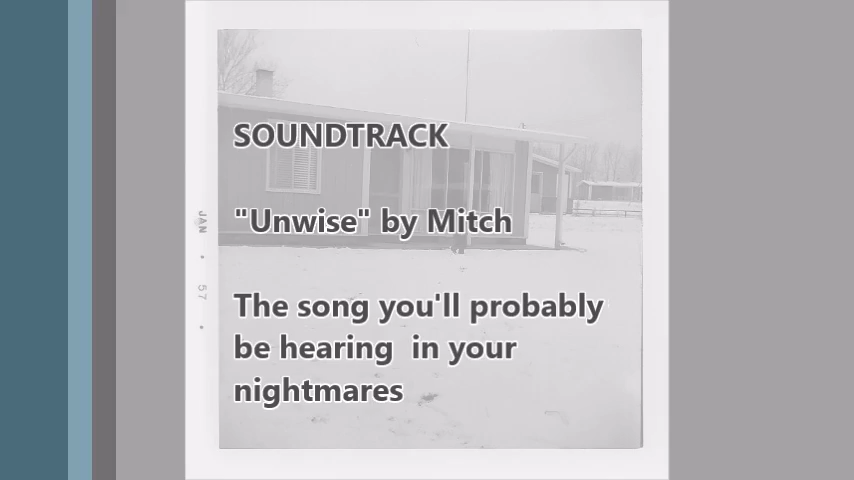 SOUNDTRACK
"Unwise" by Mitch
The song you'll probably
be hearing  in your
nightmares
JAN • 57 •